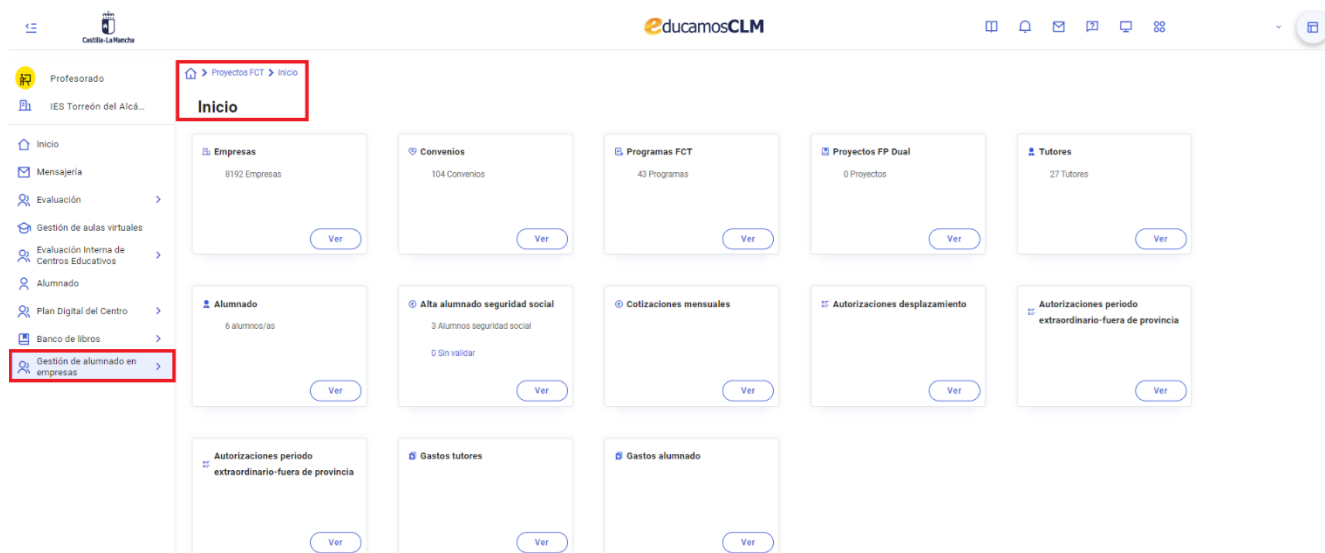 Castilla-La Mancha
educamosCLM
Profesorado
IES Torreón del Alcá...
Inicio
Mensajería
Evaluación
Gestión de aulas virtuales
Evaluación Interna de
Centros Educativos
Alumnado
Plan Digital del Centro
Banco de libros
Gestión de alumnado en
empresas
Proyectos FCT > Inicio
Inicio
Empresas
8192 Empresas
Ver
Convenios
104 Convenios
Ver
Programas FCT
43 Programas
Ver
Proyectos FP Dual
0 Proyectos
Ver
Tutores
27 Tutores
Ver
Alumnado
6 alumnos/as
Ver
Alta alumnado seguridad social
3 Alumnos seguridad social
0 Sin validar
Ver
Cotizaciones mensuales
Ver
Autorizaciones desplazamiento
Ver
Autorizaciones periodo
extraordinario-fuera de provincia
Ver
Autorizaciones periodo
extraordinario-fuera de provincia
Ver
Gastos tutores
Ver
Gastos alumnado
Ver